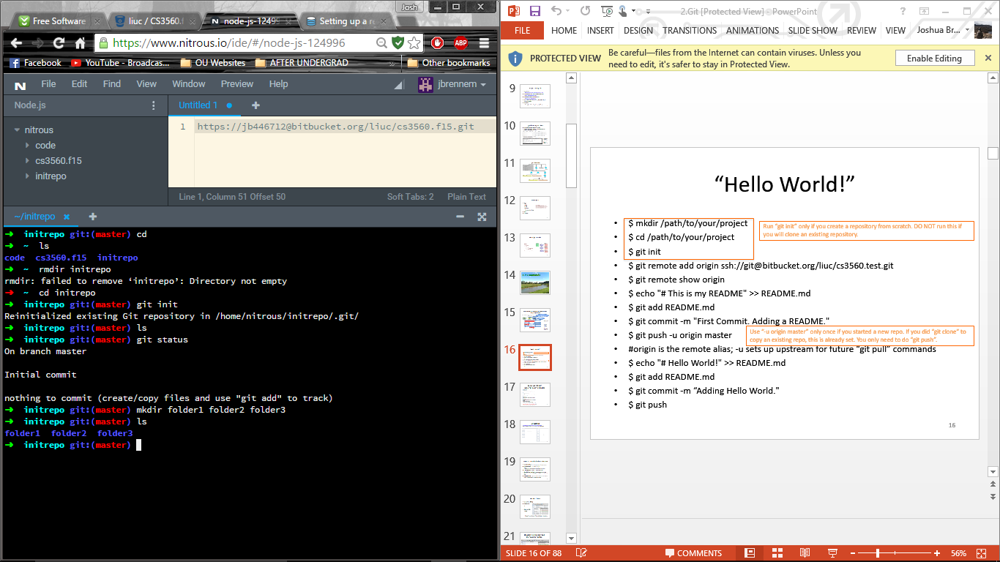 Josh
Free Software
liuc / CS3560.f
node-js-12499
Setting up a re
https://www.nitrous.io/ide/#/node-js-124996
ABP
Facebook
YouTube - Broadcas...
OU Websites
AFTER UNDERGRAD
»
Other bookmarks
N File Edit Find View Window Preview Help
jbrennem
Node.js
Untitled 1
nitrous
code
cs3560.f15
initrepo
1 https://jb446712@bitbucket.org/liuc/cs3560.f15.git
Line 1, Column 51 Offset 50
Soft Tabs: 2 Plain Text
~/initrepo
➜ initrepo git:(master) cd
➜ ~ ls
code cs3560.f15 initrepo
➜ ~ rmdir initrepo
rmdir: failed to remove ‘initrepo’: Directory not empty
➜ ~ cd initrepo
➜ initrepo git:(master) git init
Reinitialized existing Git repository in /home/nitrous/initrepo/.git/
➜ initrepo git:(master) ls
➜ initrepo git:(master) git status
On branch master
Initial commit
nothing to commit (create/copy files and use "git add" to track)
➜ initrepo git:(master) mkdir folder1 folder2 folder3
➜ initrepo git:(master) ls
folder1 folder2 folder3
➜ initrepo git:(master)
2.Git [Protected View] - PowerPoint
FILE HOME INSERT DESIGN TRANSITIONS ANIMATIONS SLIDE SHOW REVIEW VIEW
Joshua Br...
PROTECTED VIEW
Be careful—files from the Internet can contain viruses. Unless you
need to edit, it's safer to stay in Protected View.
Enable Editing
9
10
11
12
13
14
15
16
17
18
19
20
21
“Hello World!”
• $ mkdir /path/to/your/project
• $ cd /path/to/your/project
• $ git init
Run “git init” only if you create a repository from scratch. DO NOT run this if
you will clone an existing repository.
• $ git remote add origin ssh://git@bitbucket.org/liuc/cs3560.test.git
• $ git remote show origin
• $ echo "# This is my README" >> README.md
• $ git add README.md
• $ git commit -m "First Commit. Adding a README."
• $ git push -u origin master
Use “-u origin master” only once if you started a new repo. If you did “git clone” to
copy an existing repo, this is already set. You only need to do “git push”.
• #origin is the remote alias; -u sets up upstream for future “git pull” commands
• $ echo "# Hello World!" >> README.md
• $ git add README.md
• $ git commit -m “Adding Hello World."
• $ git push
16
SLIDE 16 OF 88
COMMENTS
56%